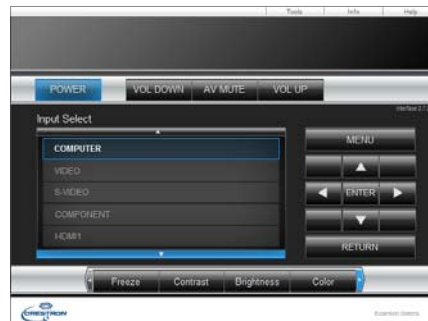 Tools Info Help
POWER VOL DOWN AV MUTE VOL UP
Input Select
COMPUTER
VIDEO
S-VIDEO
COMPONENT
HDMI1
MENU
ENTER
RETURN
Freeze Contrast Brightness Color
CRESTRON